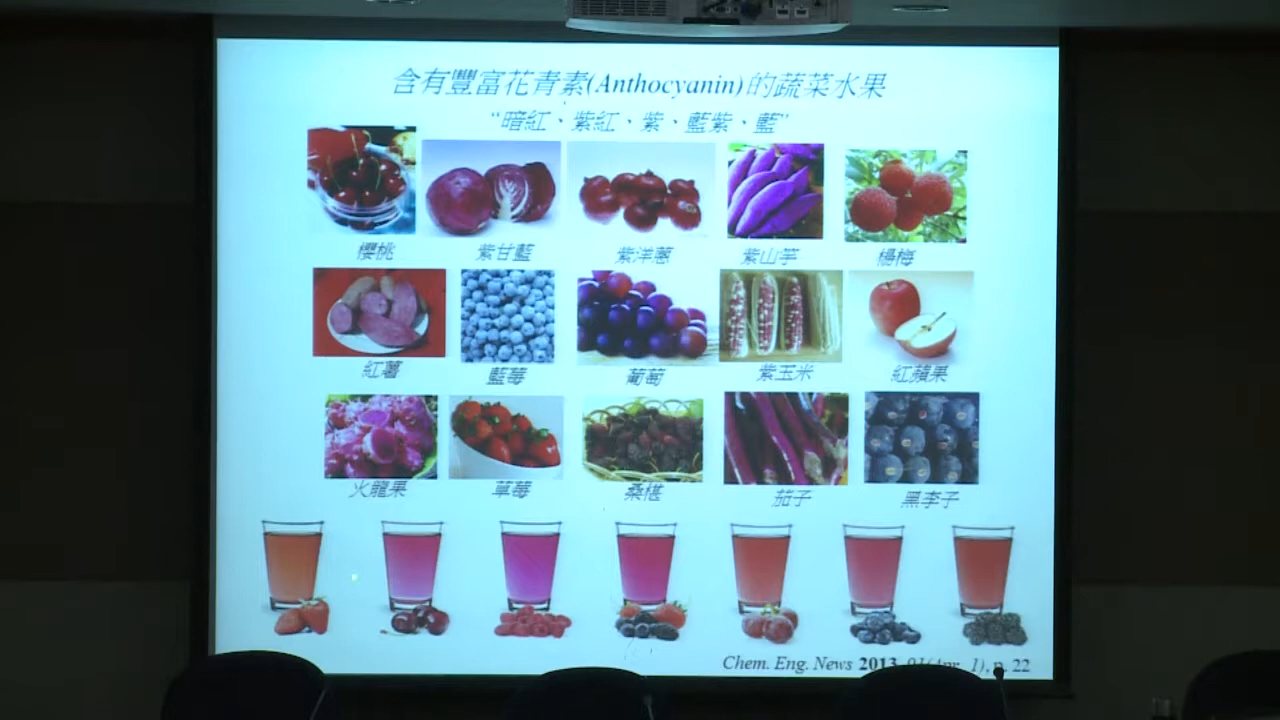 含有豐富花青素(Anthocyanin)的蔬菜水果
“暗紅、紫紅、紫、藍紫、藍”
櫻桃 紫甘藍 紫洋蔥 紫山芋 楊梅
紅薯 藍莓 葡萄 紫玉米 紅蘋果
火龍果 草莓 桑椹 茄子 黑李子
Chem. Eng. News 2013, 91(Apr. 1), p. 22